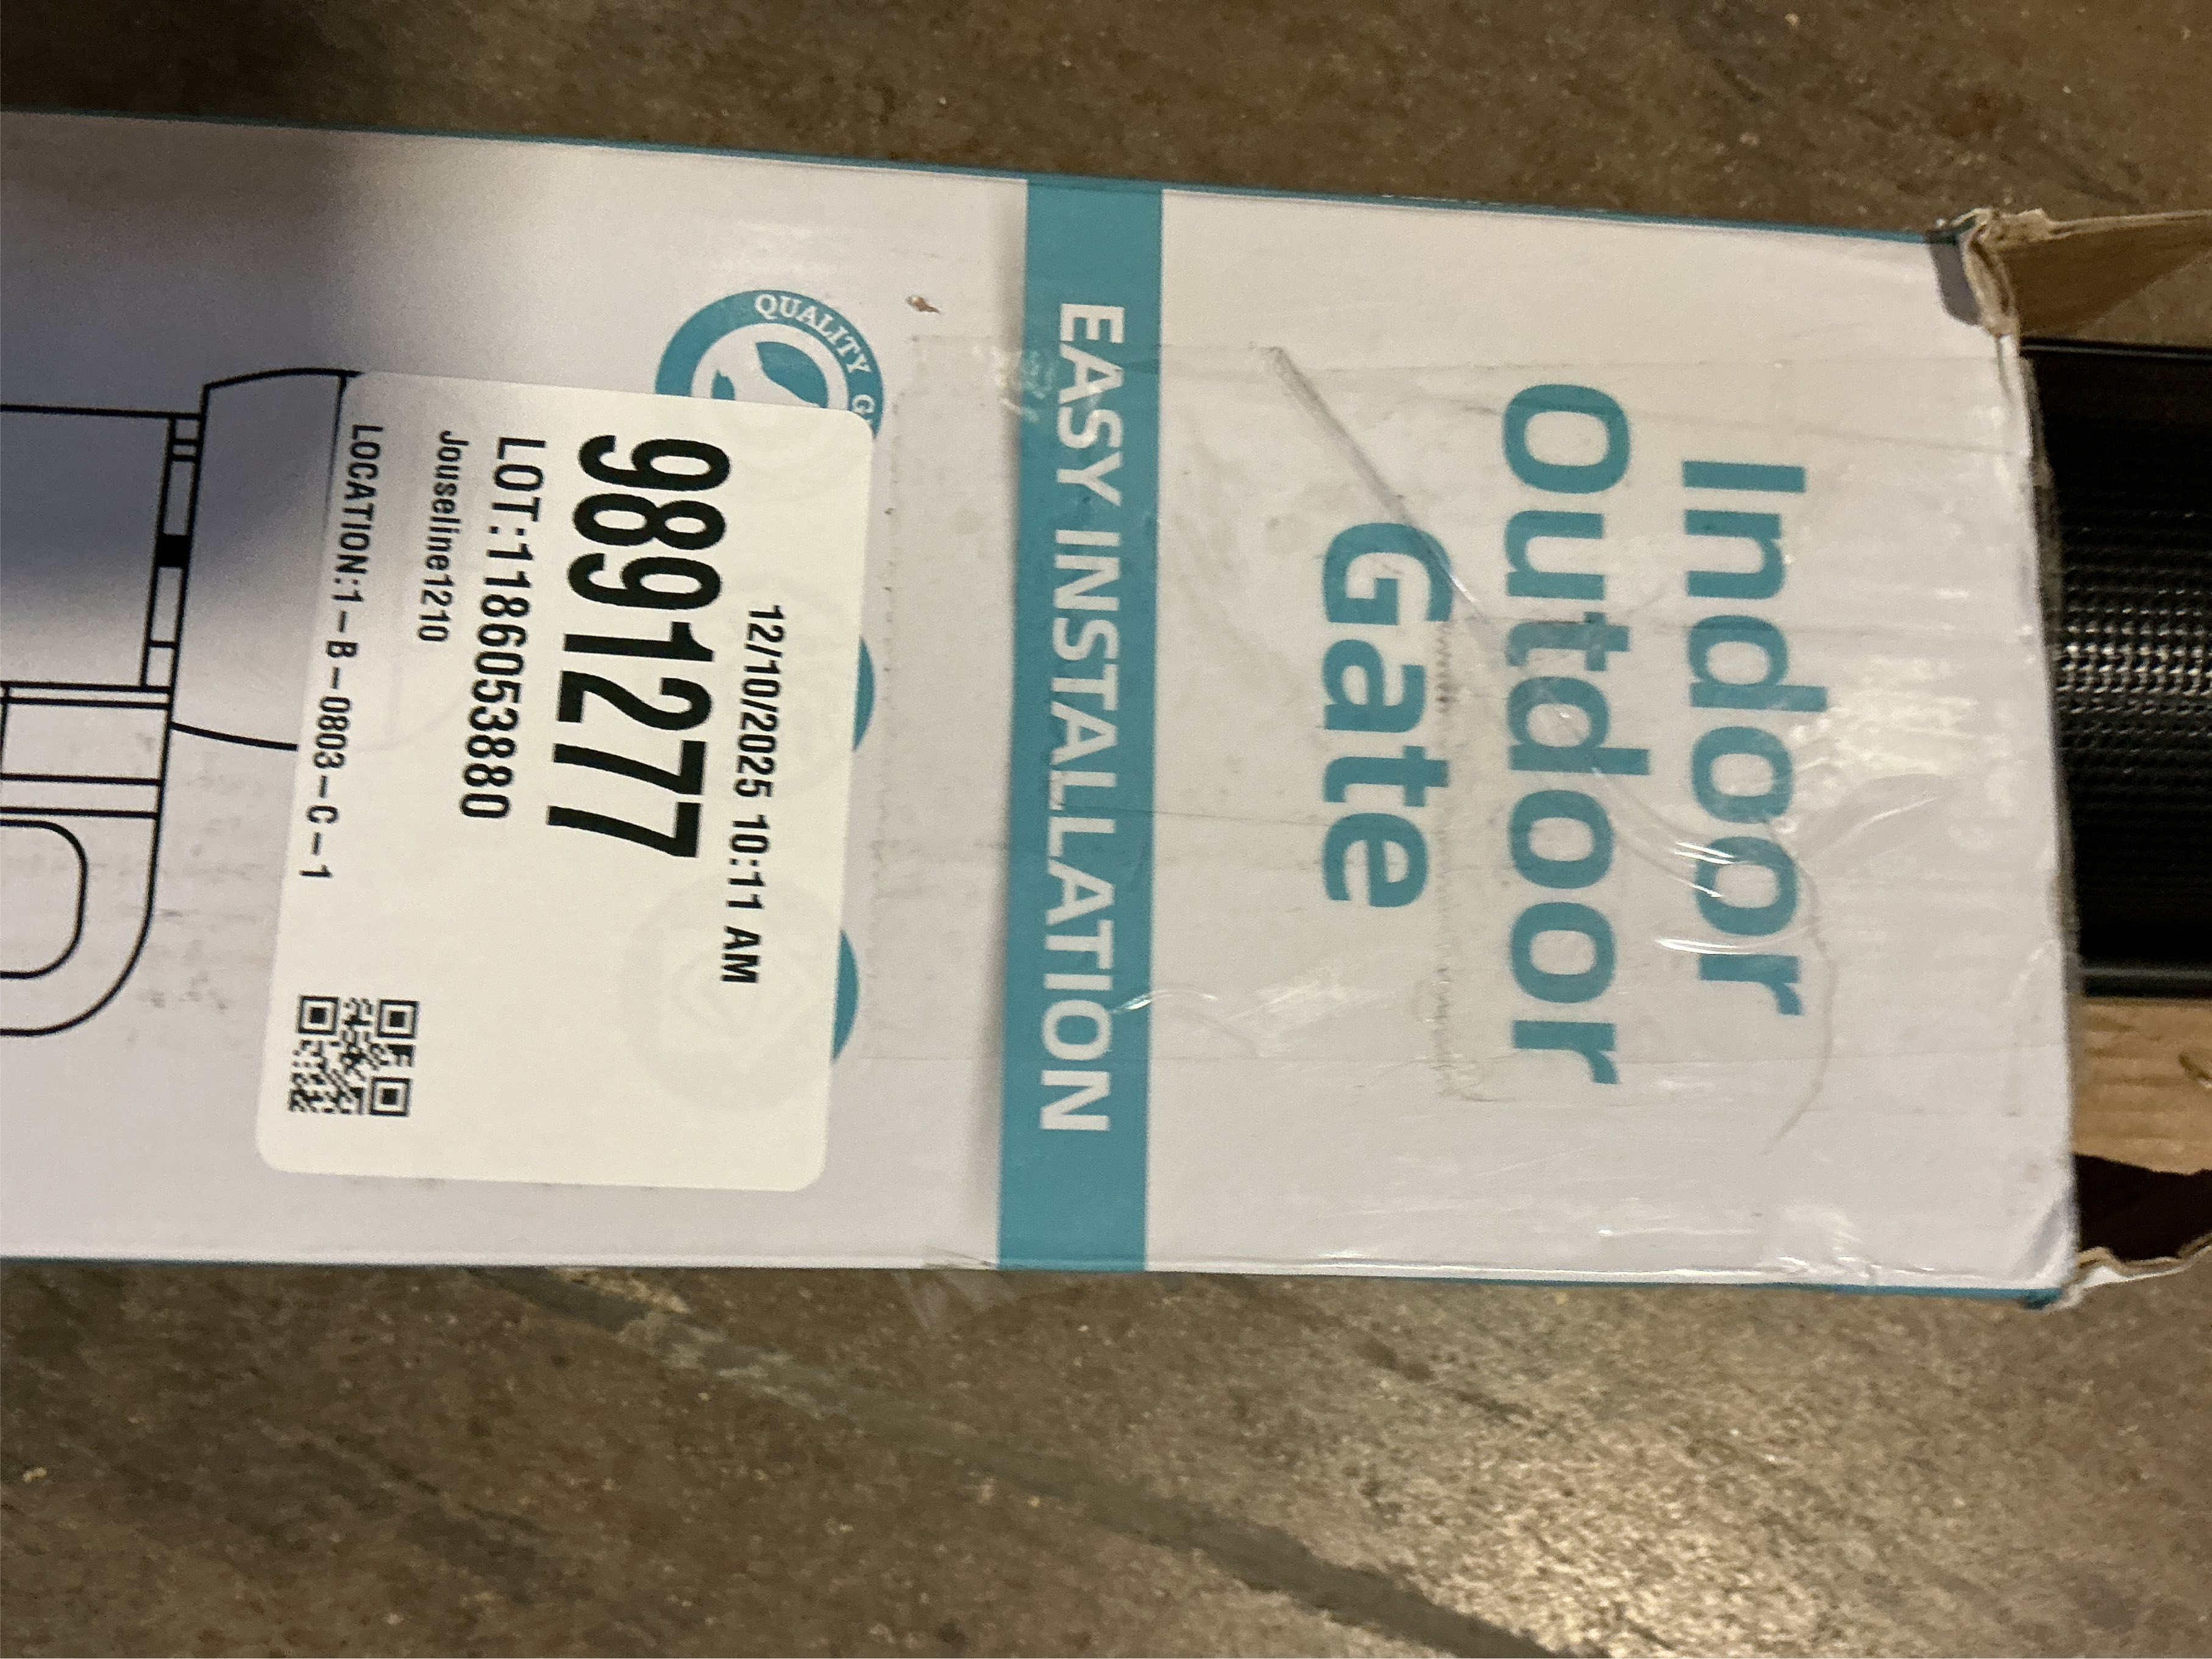 Indoor
Outdoor
Gate
EASY INSTALLATION
QUALITY G
12/10/2025 10:11 AM
9891277
LOT:1186053880
Jouseline1210
LOCATION:1-B-0803-C-1